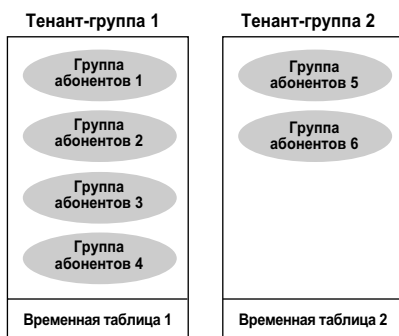 Тенант-группа 1
Группа
абонентов 1
Группа
абонентов 2
Группа
абонентов 3
Группа
абонентов 4
Временная таблица 1
Тенант-группа 2
Группа
абонентов 5
Группа
абонентов 6
Временная таблица 2